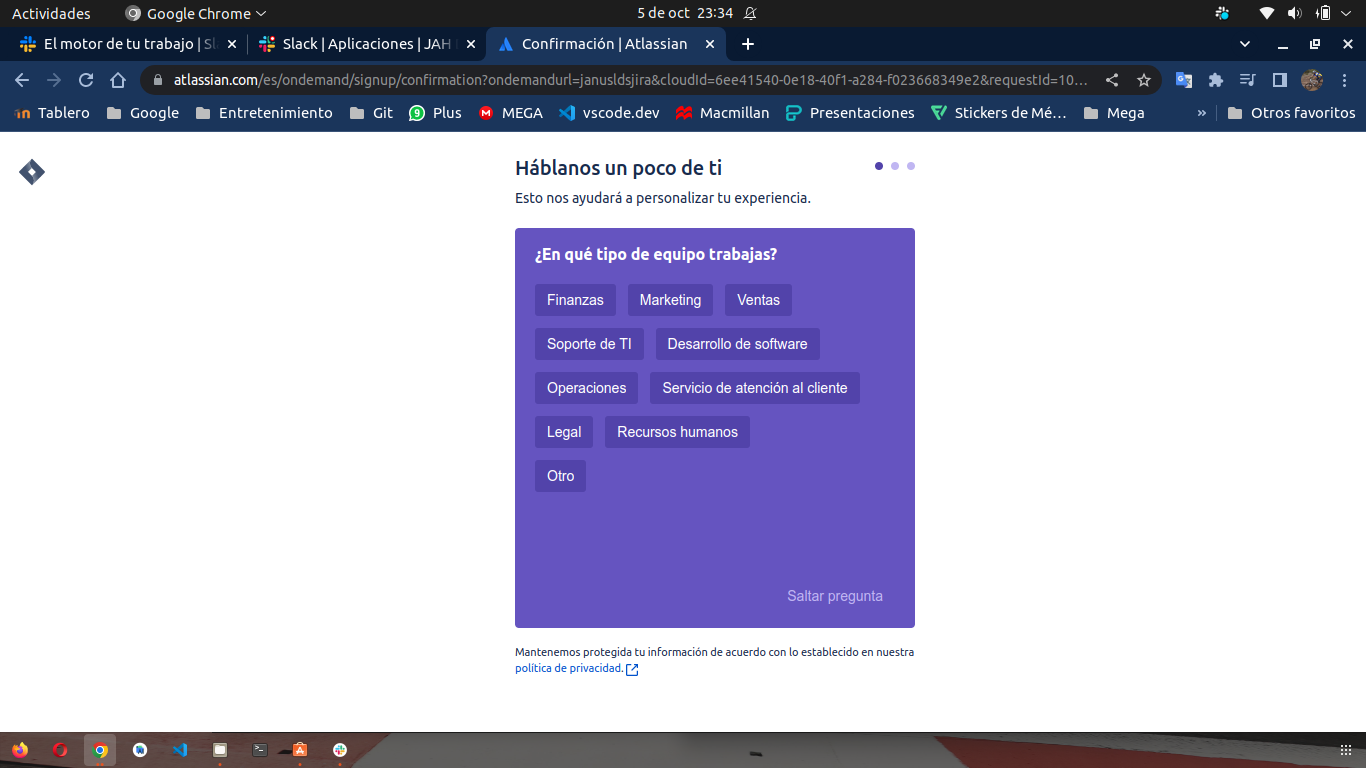 Actividades Google Chrome 5 de oct 23:34
El motor de tu trabajo | Sl Slack | Aplicaciones | JAH Confirmación | Atlassian
atlassian.com/es/ondemand/signup/confirmation?ondemandurl=janusldsjira&cloudId=6ee41540-0e18-40f1-a284-f023668349e2&requestId=10…
Tablero Google Entretenimiento Git 9 Plus MEGA vscode.dev Macmillan Presentaciones Stickers de Mé… Mega » Otros favoritos
Háblanos un poco de ti
Esto nos ayudará a personalizar tu experiencia.
¿En qué tipo de equipo trabajas?
Finanzas Marketing Ventas
Soporte de TI Desarrollo de software
Operaciones Servicio de atención al cliente
Legal Recursos humanos
Otro
Saltar pregunta
Mantenemos protegida tu información de acuerdo con lo establecido en nuestra
política de privacidad.